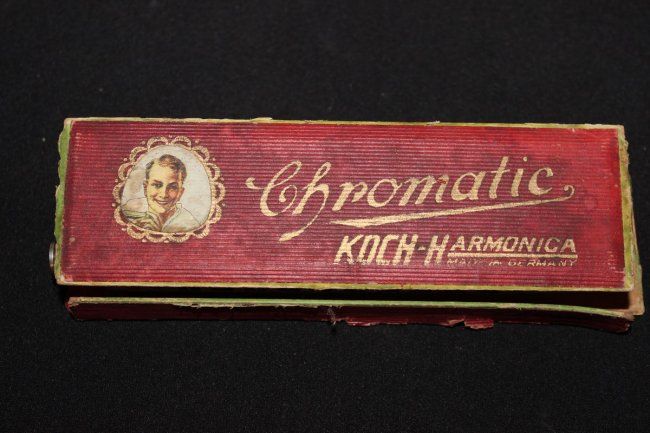 Chromatic
KOCH-HARMONICA
MADE IN GERMANY